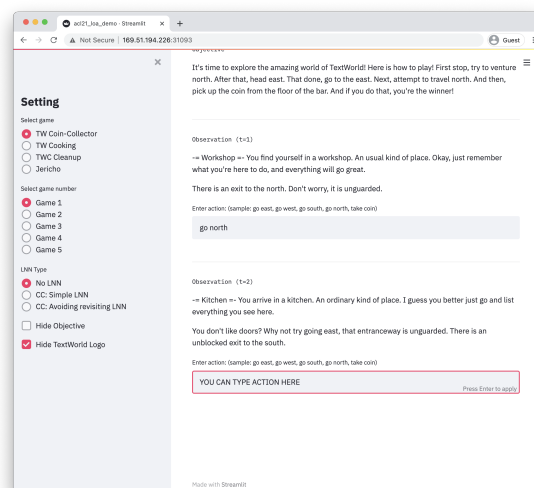 acl21_loa_demo · Streamlit
Not Secure | 169.51.194.226:31093
Guest
Setting
Select game
TW Coin-Collector
TW Cooking
TWC Cleanup
Jericho
Select game number
Game 1
Game 2
Game 3
Game 4
Game 5
LNN Type
No LNN
CC: Simple LNN
CC: Avoiding revisiting LNN
Hide Objective
Hide TextWorld Logo
Objective
It's time to explore the amazing world of TextWorld! Here is how to play! First stop, try to venture
north. After that, head east. That done, go to the east. Next, attempt to travel north. And then,
pick up the coin from the floor of the bar. And if you do that, you're the winner!
Observation (t=1)
-= Workshop =- You find yourself in a workshop. An usual kind of place. Okay, just remember
what you're here to do, and everything will go great.
There is an exit to the north. Don't worry, it is unguarded.
Enter action: (sample: go east, go west, go south, go north, take coin)
go north
Observation (t=2)
-= Kitchen =- You arrive in a kitchen. An ordinary kind of place. I guess you better just go and list
everything you see here.
You don't like doors? Why not try going east, that entranceway is unguarded. There is an
unblocked exit to the south.
Enter action: (sample: go east, go west, go south, go north, take coin)
YOU CAN TYPE ACTION HERE
Press Enter to apply
Made with Streamlit